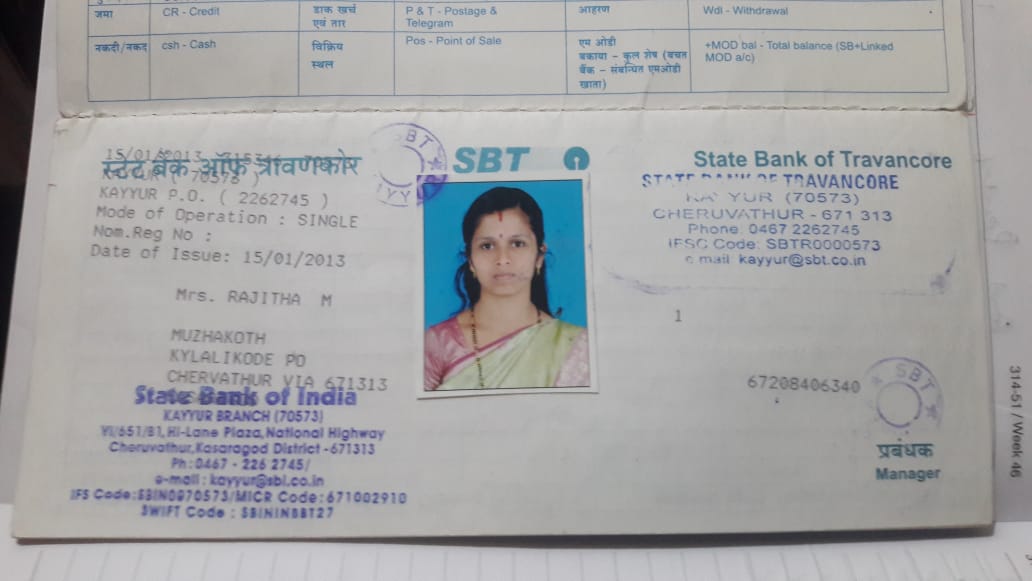 जमा CR - Credit डाक खर्च एवं तार P & T - Postage & Telegram आहरण Wdl - Withdrawal
नकदी/नकद csh - Cash विक्रिय स्थल Pos - Point of Sale एम ओडी बकाया – कुल शेष (बचत बैंक – संबन्धित एमओडी खाता) +MOD bal - Total balance (SB+Linked MOD a/c)
15/01/2013
स्टेट बैंक ऑफ़ त्रावणकोर
SBT
SBT
State Bank of Travancore
STATE BANK OF TRAVANCORE
KAYYUR (70573)
CHERUVATHUR - 671 313
Phone: 0467 2262745
IFSC Code: SBTR0000573
e mail kayyur@sbt.co.in
KAYYUR P.O. ( 2262745 )
Mode of Operation : SINGLE
Nom.Reg No :
Date of Issue: 15/01/2013
Mrs. RAJITHA M
1
MUZHAKOTH
KYLALIKODE PO
CHERVATHUR VIA 671313
67208406340
SBT
प्रबंधक
Manager
State Bank of India
KAYYUR BRANCH (70573)
VI/651/81, Hi-Lane Plaza, National Highway
Cheruvathur, Kasaragod District - 671313
Ph: 0467 - 226 2745/
e-mail : kayyur@sbi.co.in
IFS Code: SBIN0070573/MICR Code: 671002910
SWIFT Code : SBININBBT27
314-51 / Week 46